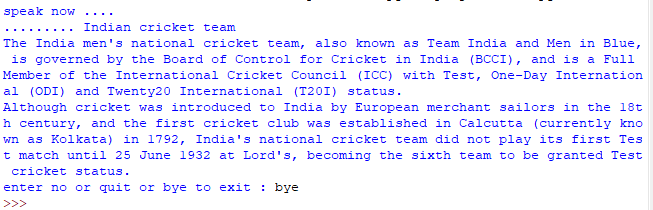 speak now ....
......... Indian cricket team
The India men's national cricket team, also known as Team India and Men in Blue,
 is governed by the Board of Control for Cricket in India (BCCI), and is a Full
Member of the International Cricket Council (ICC) with Test, One-Day Internation
al (ODI) and Twenty20 International (T20I) status.
Although cricket was introduced to India by European merchant sailors in the 18t
h century, and the first cricket club was established in Calcutta (currently kno
wn as Kolkata) in 1792, India's national cricket team did not play its first Tes
t match until 25 June 1932 at Lord's, becoming the sixth team to be granted Test
 cricket status.
enter no or quit or bye to exit : bye
>>>